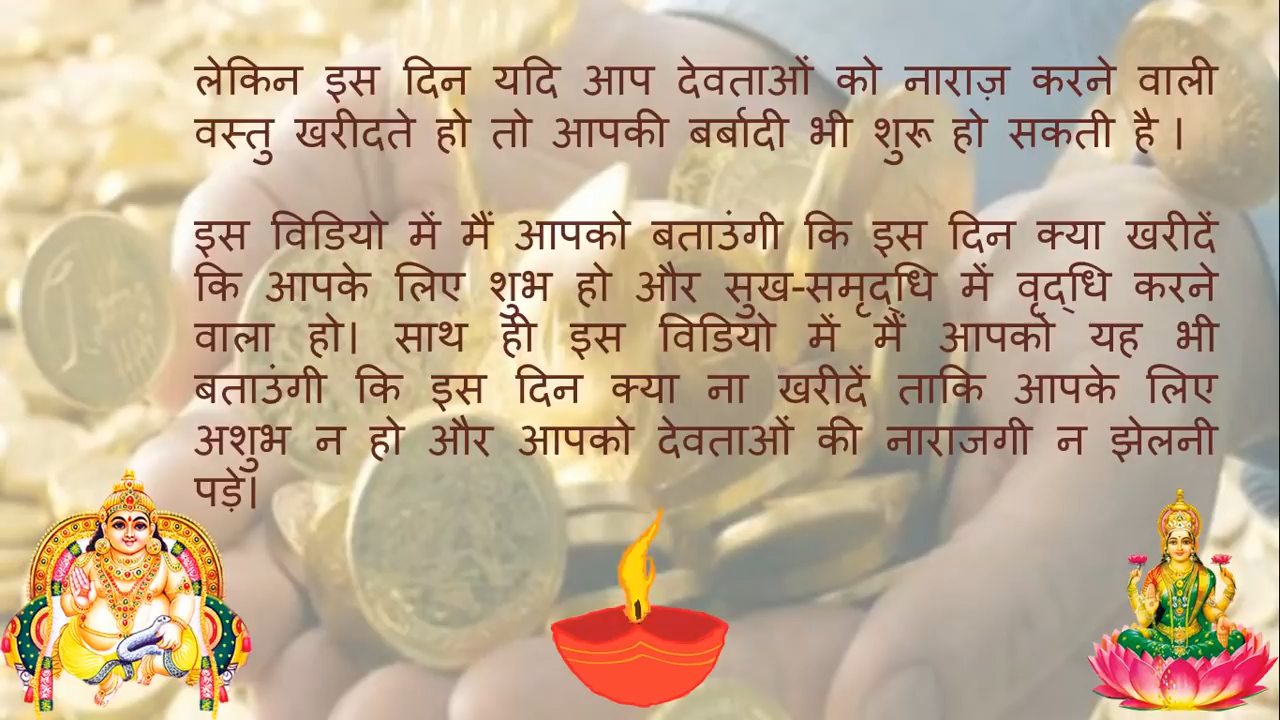 लेकिन इस दिन यदि आप देवताओं को नाराज़ करने वाली
वस्तु खरीदते हो तो आपकी बर्बादी भी शुरू हो सकती है ।
इस विडियो में मैं आपको बताउंगी कि इस दिन क्या खरीदें
कि आपके लिए शुभ हो और सुख-समृद्धि में वृद्धि करने
वाला हो। साथ ही इस विडियो में मैं आपको यह भी
बताउंगी कि इस दिन क्या ना खरीदें ताकि आपके लिए
अशुभ न हो और आपको देवताओं की नाराजगी न झेलनी
पड़े।